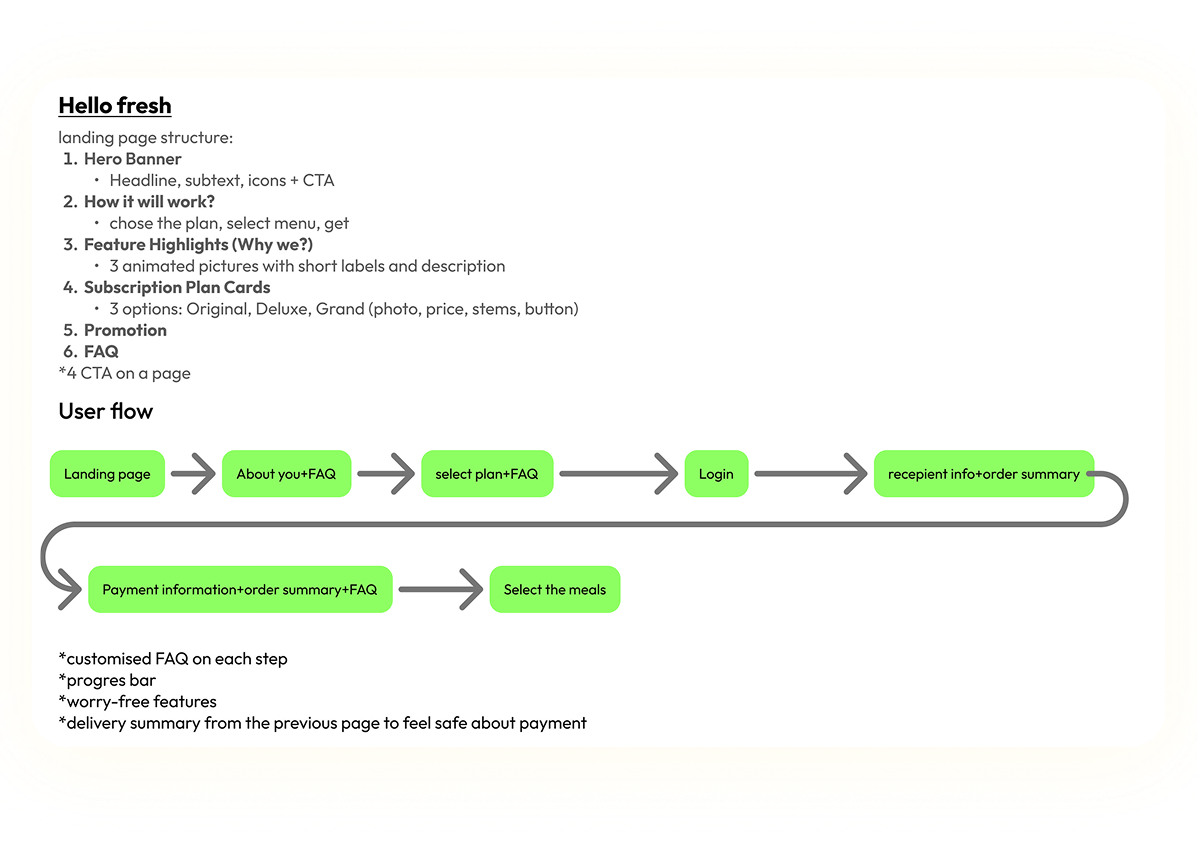 Hello fresh
landing page structure:
1. Hero Banner
• Headline, subtext, icons + CTA
2. How it will work?
• chose the plan, select menu, get
3. Feature Highlights (Why we?)
• 3 animated pictures with short labels and description
4. Subscription Plan Cards
• 3 options: Original, Deluxe, Grand (photo, price, stems, button)
5. Promotion
6. FAQ
*4 CTA on a page
User flow
Landing page
About you+FAQ
select plan+FAQ
Login
recepient info+order summary
Payment information+order summary+FAQ
Select the meals
*customised FAQ on each step
*progres bar
*worry-free features
*delivery summary from the previous page to feel safe about payment